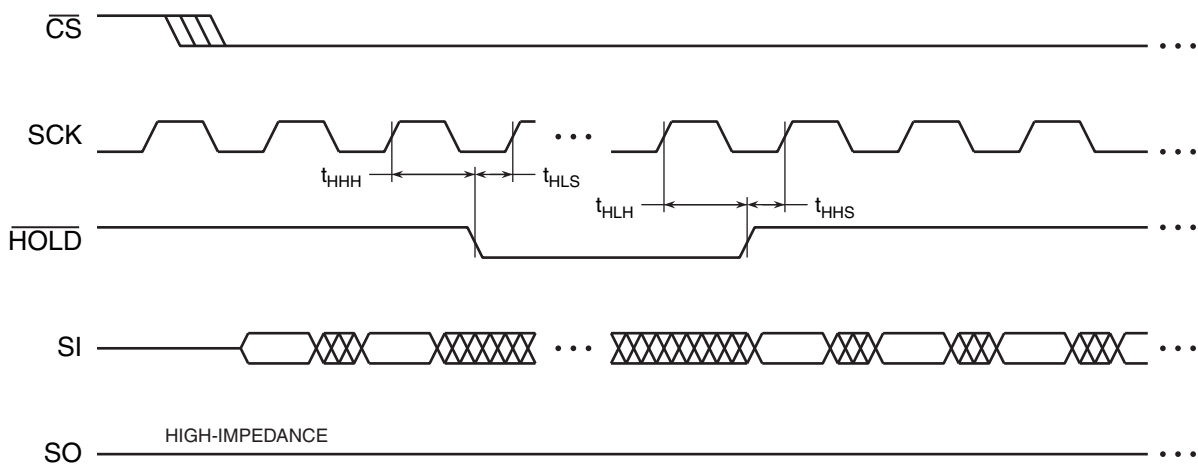 CS
SCK
tHHH
tHLS
tHLH
tHHS
HOLD
SI
HIGH-IMPEDANCE
SO